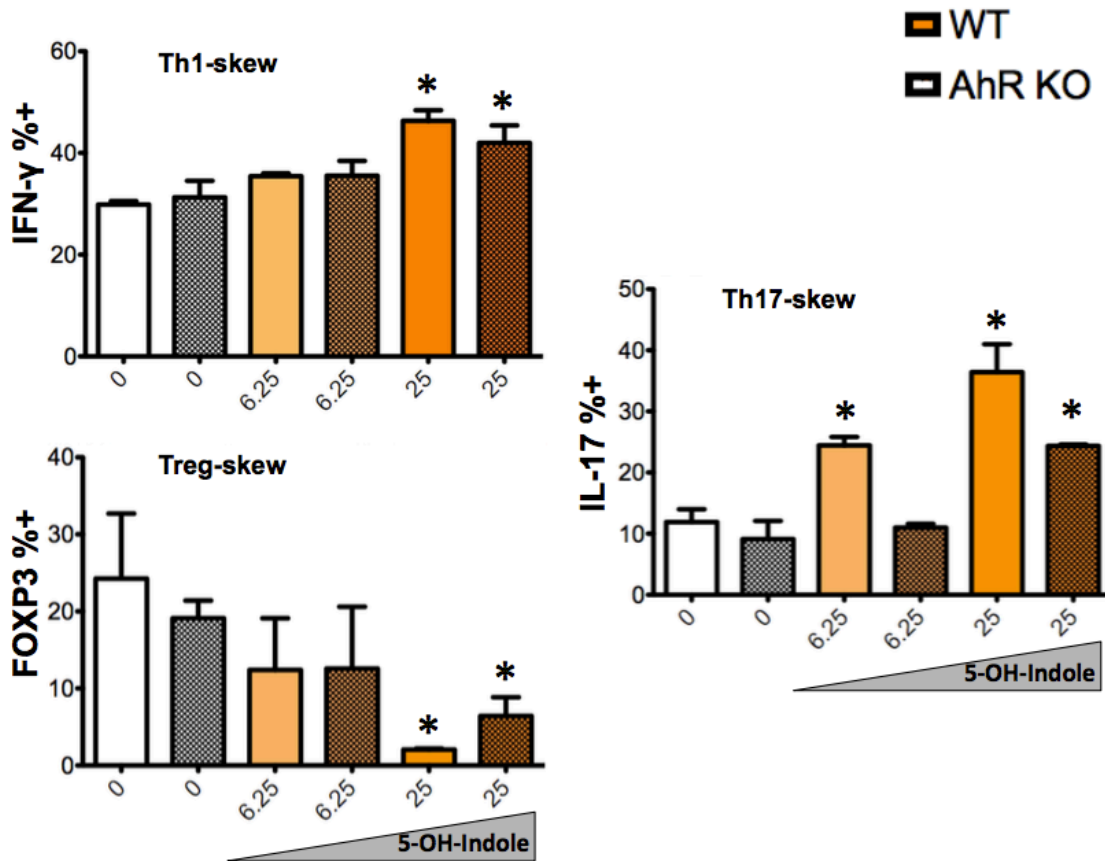 WT
AhR KO
Th1-skew
IFN-γ %+
60
40
20
0
0 0 6.25 6.25 25 25
* *
Treg-skew
FOXP3 %+
40
30
20
10
0
* *
0 0 6.25 6.25 25 25
5-OH-Indole
Th17-skew
IL-17 %+
50
40
30
20
10
0
* * *
0 0 6.25 6.25 25 25
5-OH-Indole